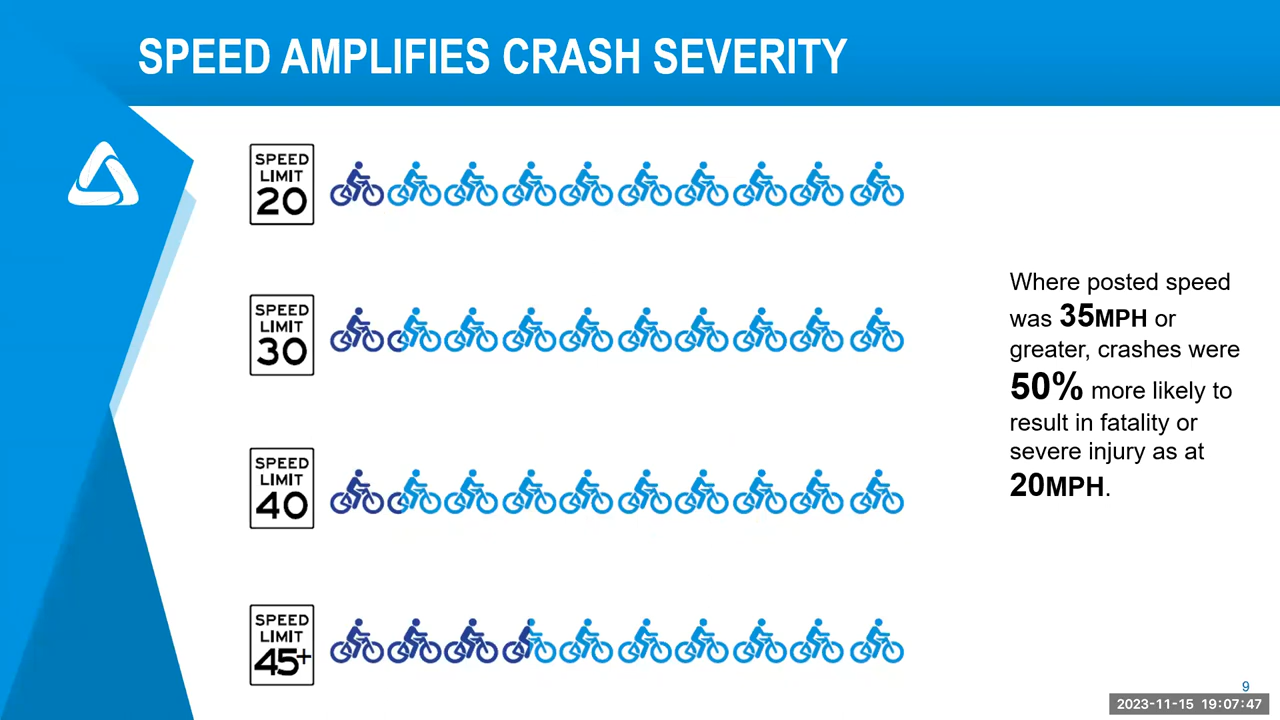 SPEED AMPLIFIES CRASH SEVERITY
SPEED
LIMIT
20
SPEED
LIMIT
30
SPEED
LIMIT
40
SPEED
LIMIT
45+
Where posted speed
was 35MPH or
greater, crashes were
50% more likely to
result in fatality or
severe injury as at
20MPH.
9
2023-11-15 19:07:47